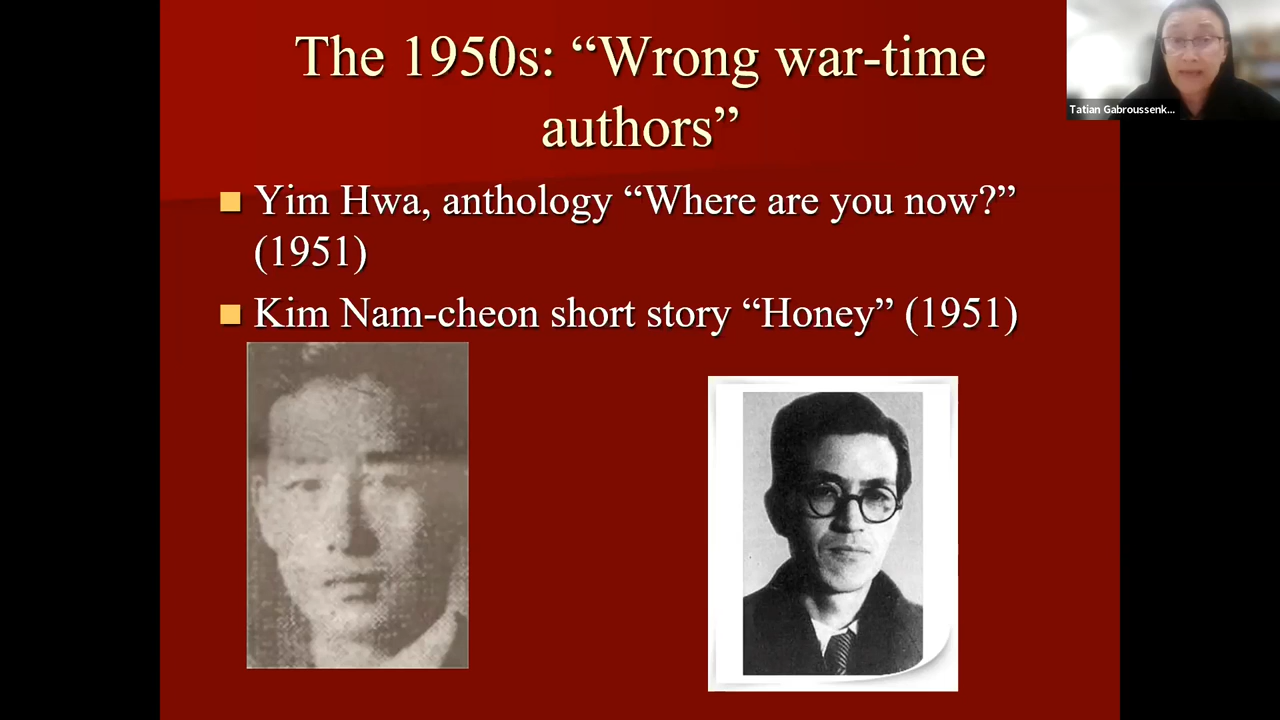 The 1950s: “Wrong war-time
authors”
Yim Hwa, anthology “Where are you now?”
(1951)
Kim Nam-cheon short story “Honey” (1951)
Tatian Gabroussenk...